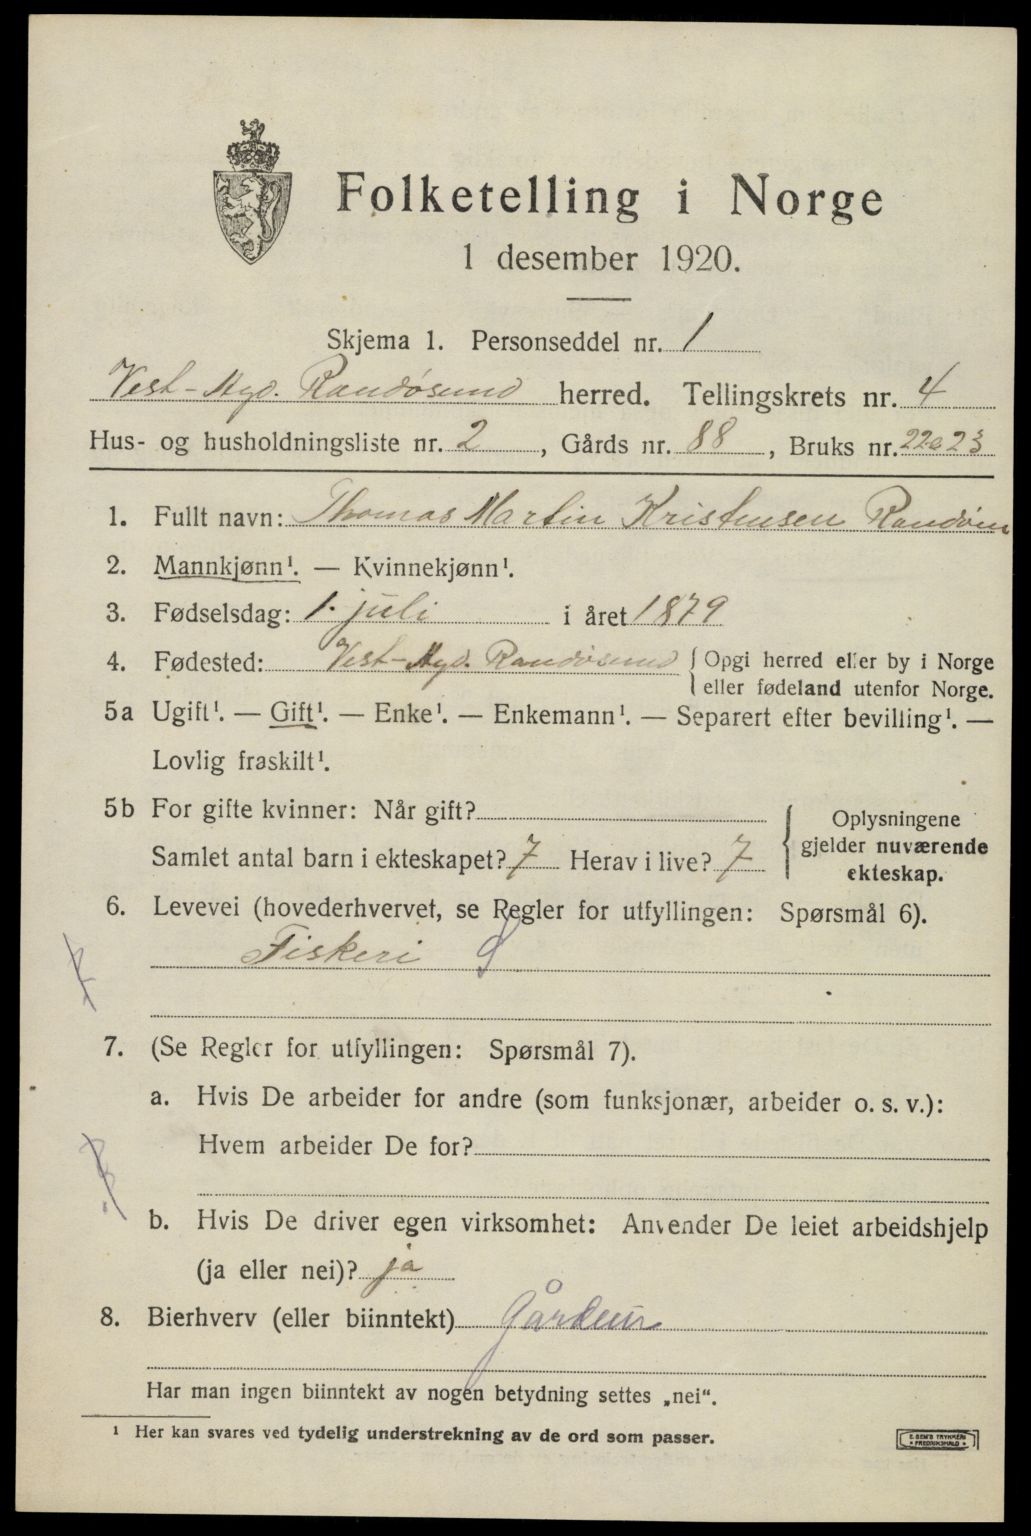 Folketelling i Norge
1 desember 1920.
Skjema 1. Personseddel nr. 1
Vest-Agd. Randøsund herred. Tellingskrets nr. 4
Hus- og husholdningsliste nr. 2, Gårds nr. 88, Bruks nr. 22 o 23
1. Fullt navn: Thomas Martin Kristensen Randøen
2. Mannkjønn¹. — Kvinnekjønn¹.
3. Fødselsdag: 1. juli i året 1879
4. Fødested: Vest-Agd. Randøsund { Opgi herred eller by i Norge
eller fødeland utenfor Norge.
5a Ugift¹. — Gift¹. — Enke¹. — Enkemann¹. — Separert efter bevilling¹. —
Lovlig fraskilt¹.
5b For gifte kvinner: Når gift?
Samlet antal barn i ekteskapet? 7 Herav i live? 7
Oplysningene
gjelder nuværende
ekteskap.
6. Levevei (hovederhvervet, se Regler for utfyllingen: Spørsmål 6).
Fiskeri S
7. (Se Regler for utfyllingen: Spørsmål 7).
a. Hvis De arbeider for andre (som funksjonær, arbeider o. s. v.):
Hvem arbeider De for?
b. Hvis De driver egen virksomhet: Anvender De leiet arbeidshjelp
(ja eller nei)? ja
8. Bierhverv (eller biinntekt)
Har man ingen biinntekt av nogen betydning settes „nei“.
¹ Her kan svares ved tydelig understrekning av de ord som passer.
E. SEM'S TRYKKERI
FREDRIKSHALD